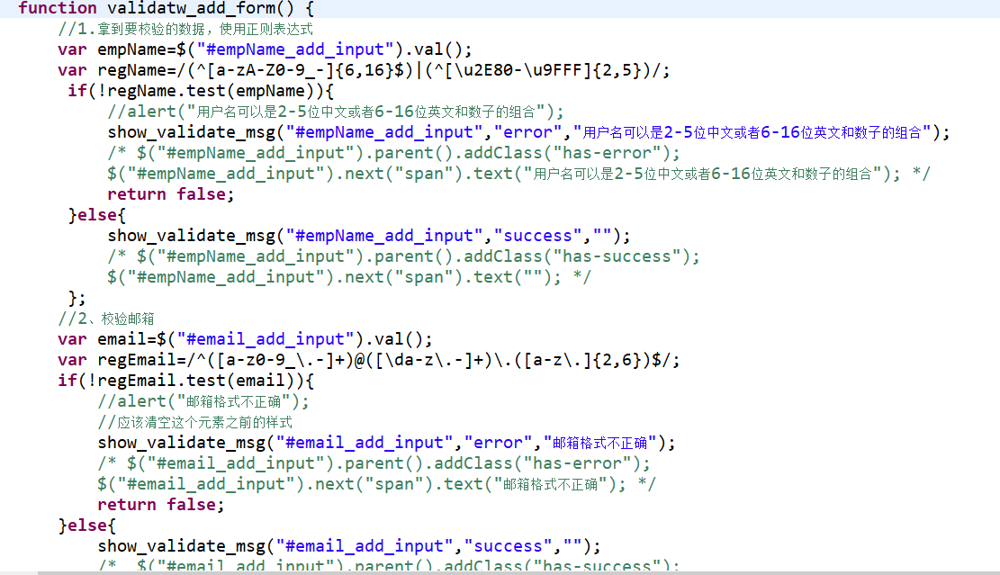 function validatw_add_form() {
//1.拿到要校验的数据，使用正则表达式
var empName=$("#empName_add_input").val();
var regName=/(^[a-zA-Z0-9_-]{6,16}$)|(^[\u2E80-\u9FFF]{2,5})/;
if(!regName.test(empName)){
//alert("用户名可以是2-5位中文或者6-16位英文和数子的组合");
show_validate_msg("#empName_add_input","error","用户名可以是2-5位中文或者6-16位英文和数子的组合");
/* $("#empName_add_input").parent().addClass("has-error");
$("#empName_add_input").next("span").text("用户名可以是2-5位中文或者6-16位英文和数子的组合"); */
return false;
}else{
show_validate_msg("#empName_add_input","success","");
/* $("#empName_add_input").parent().addClass("has-success");
$("#empName_add_input").next("span").text(""); */
};
//2、校验邮箱
var email=$("#email_add_input").val();
var regEmail=/^([a-z0-9_\.-]+)@([\da-z\.-]+)\.([a-z\.]{2,6})$/;
if(!regEmail.test(email)){
//alert("邮箱格式不正确");
//应该清空这个元素之前的样式
show_validate_msg("#email_add_input","error","邮箱格式不正确");
/* $("#email_add_input").parent().addClass("has-error");
$("#email_add_input").next("span").text("邮箱格式不正确"); */
return false;
}else{
show_validate_msg("#email_add_input","success","");
/* $("#email_add_input").parent().addClass("has-success");